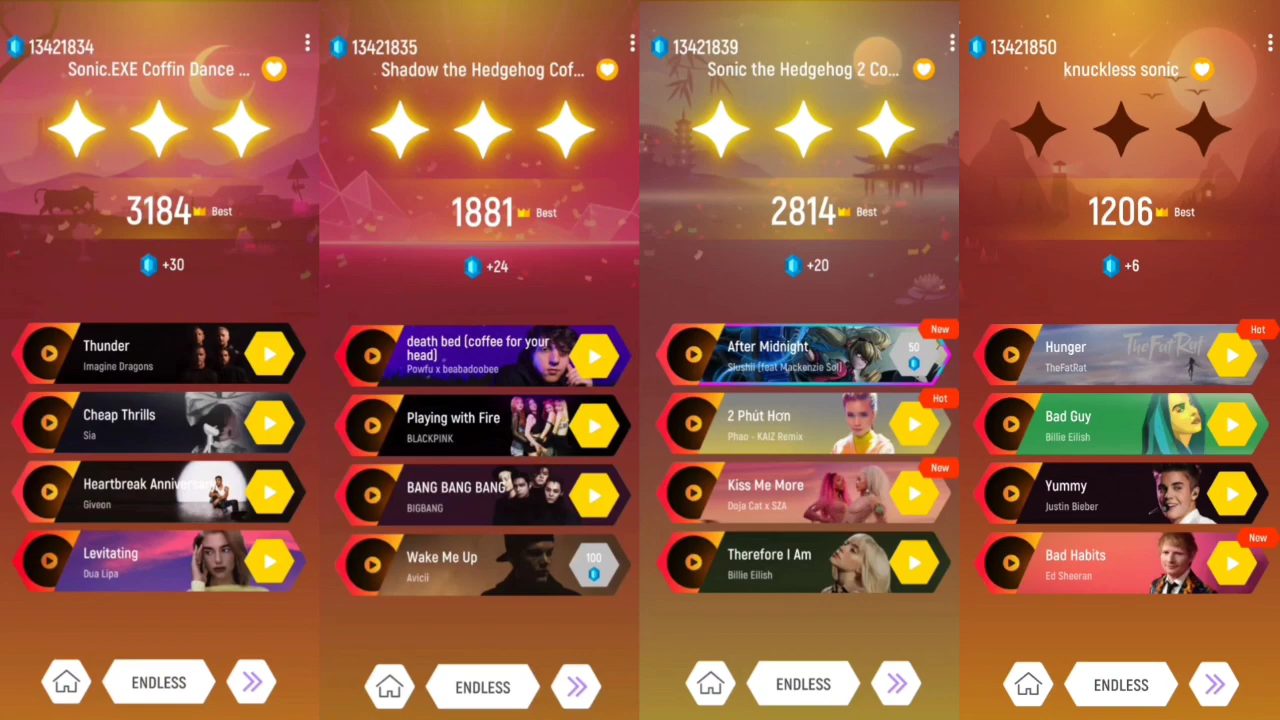 13421834
Sonic.EXE Coffin Dance ...
3184 Best
+30
Thunder
Imagine Dragons
Cheap Thrills
Sia
Heartbreak Anniversary
Giveon
Levitating
Dua Lipa
ENDLESS
13421835
Shadow the Hedgehog Cof...
1881 Best
+24
death bed (coffee for your
head)
Powfu x beabadoobee
Playing with Fire
BLACKPINK
BANG BANG BANG
BIGBANG
Wake Me Up
Avicii
100
ENDLESS
13421839
Sonic the Hedgehog 2 Co...
2814 Best
+20
New
After Midnight
Slushii [feat Mackenzie Sol]
50
Hot
2 Phút Hơn
Phao - KAIZ Remix
New
Kiss Me More
Doja Cat x SZA
Therefore I Am
Billie Eilish
ENDLESS
13421850
knuckless sonic
1206 Best
+6
Hot
Hunger
TheFatRat
TheFatRat
Bad Guy
Billie Eilish
Yummy
Justin Bieber
New
Bad Habits
Ed Sheeran
ENDLESS